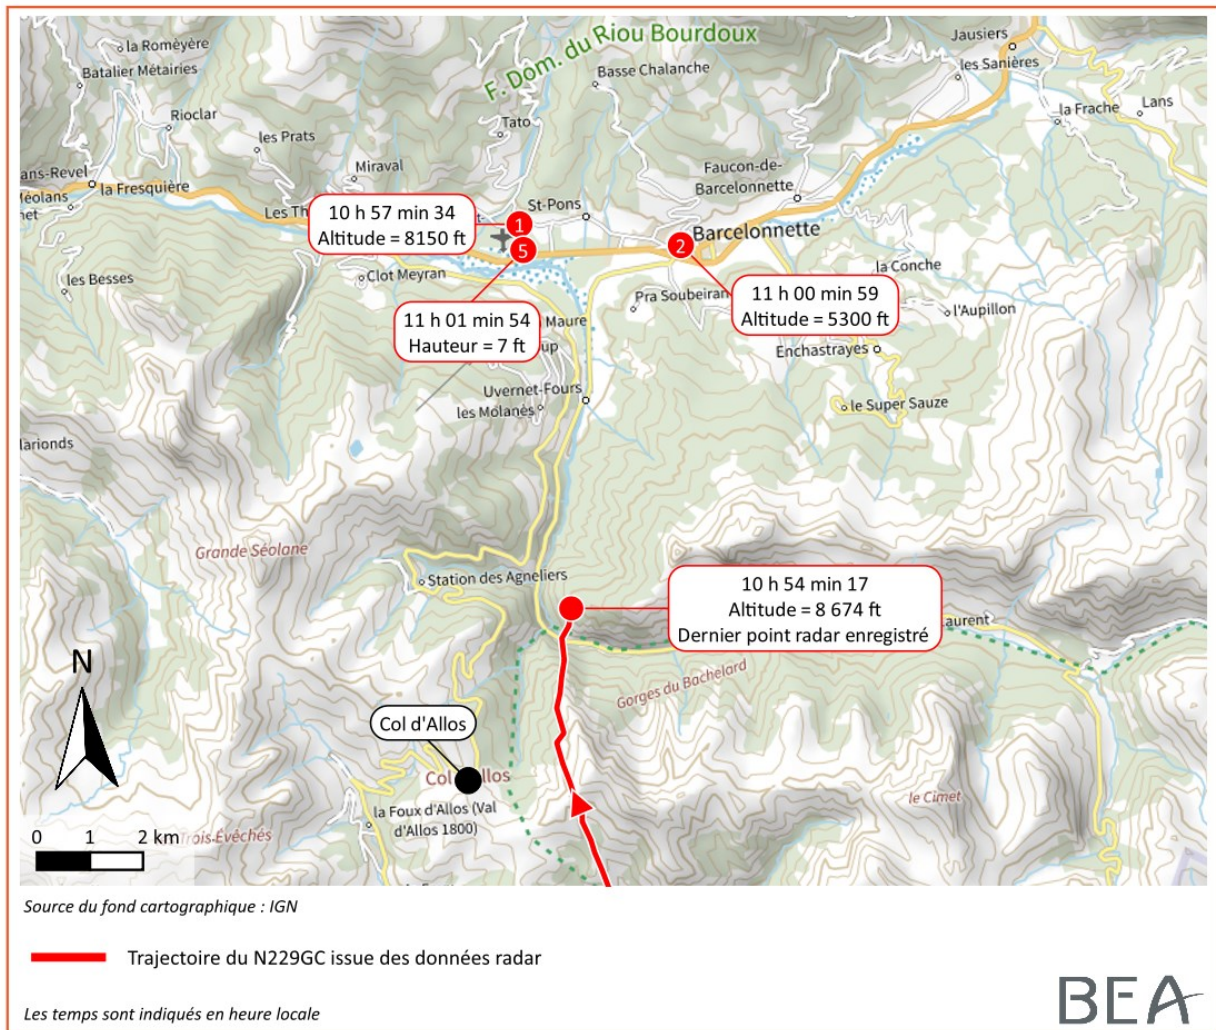 la Roméyère
Batalier Métairies
Rioclar
les Prats
Miraval
la Fresquière
les Besses
F. Dom. du Riou Bourdoux
Basse Chalanche
Tato
Jausiers
les Sanières
la Frache
Lans
Faucon-de-
Barcelonnette
St-Pons
Barcelonnette
10 h 57 min 34
Altitude = 8150 ft
1
5
2
Clot Meyran
11 h 01 min 54
Hauteur = 7 ft
Maure
Pra Soubeiran
la Conche
11 h 00 min 59
Altitude = 5300 ft
l'Aupillon
Enchastrayes
le Super Sauze
Uvernet-Fours
les Molanès
Grande Séolane
Station des Agneliers
10 h 54 min 17
Altitude = 8 674 ft
Dernier point radar enregistré
Gorges du Bachelard
N
Col d'Allos
la Foux d'Allos (Val
d'Allos 1800)
le Cimet
0 1 2 km
Source du fond cartographique : IGN
Trajectoire du N229GC issue des données radar
Les temps sont indiqués en heure locale
BEA